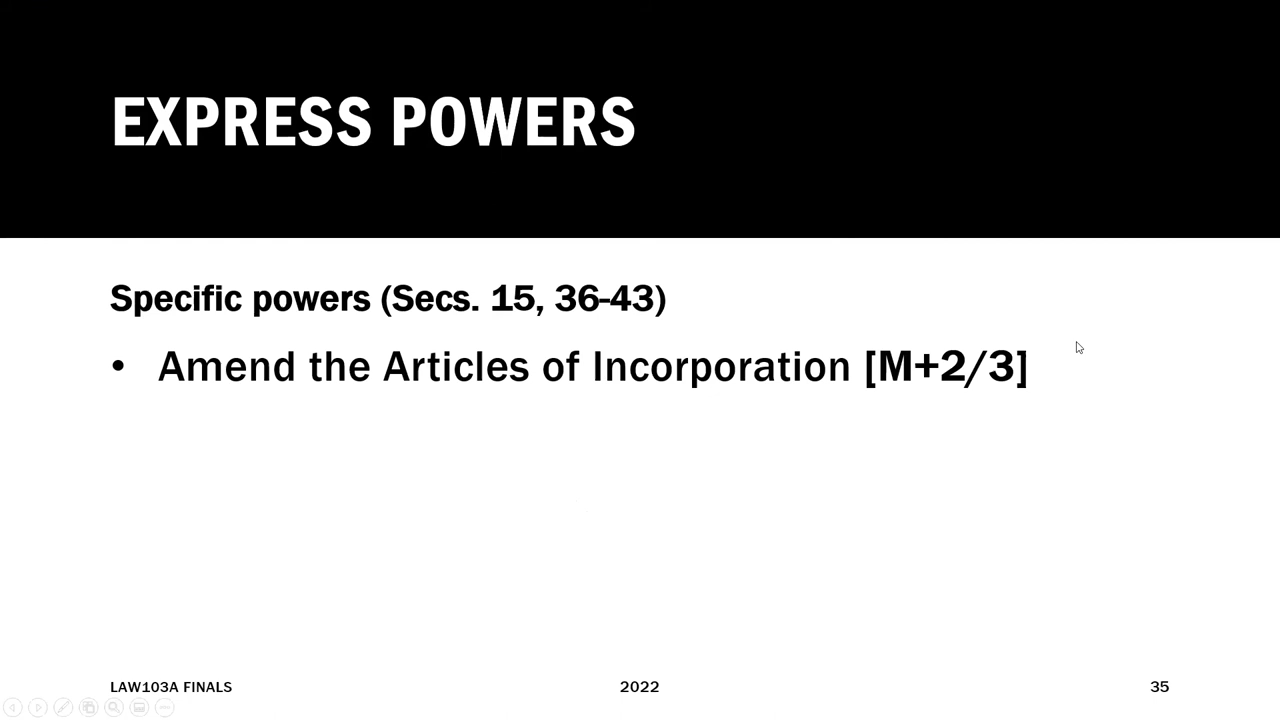 EXPRESS POWERS
Specific powers (Secs. 15, 36-43)
• Amend the Articles of Incorporation [M+2/3]
LAW103A FINALS
2022
35